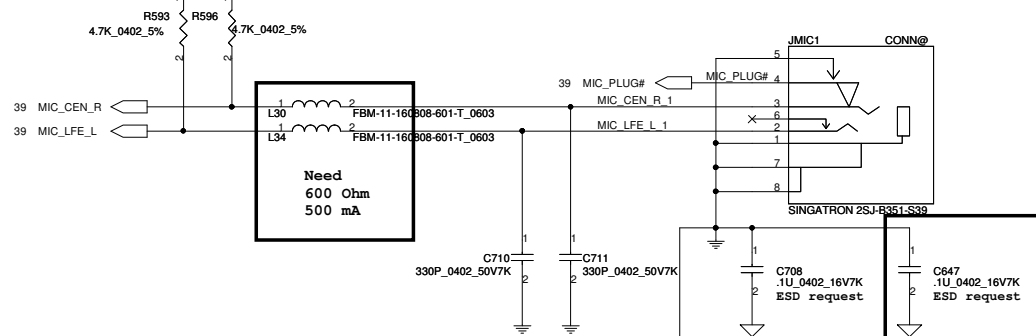 R593 R596
4.7K_0402_5% 4.7K_0402_5%
2 2
JMIC1 CONN@
5
39 MIC_PLUG# MIC_PLUG# 4
39 MIC_CEN_R 1 2 MIC_CEN_R_1 3
L30 FBM-11-160808-601-T_0603
6
39 MIC_LFE_L 1 2 MIC_LFE_L_1 2
L34 FBM-11-160808-601-T_0603
1
Need
600 Ohm
500 mA
7
8
SINGATRON 2SJ-B351-S39
1 1 1 1
C710 C711 C708 C647
330P_0402_50V7K 330P_0402_50V7K .1U_0402_16V7K .1U_0402_16V7K
2 2 2 2
ESD request ESD request